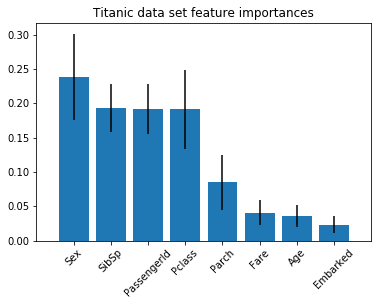 Titanic data set feature importances
0.30
0.25
0.20
0.15
0.10
0.05
0.00
Sex
SibSp
PassengerId
Pclass
Parch
Fare
Age
Embarked